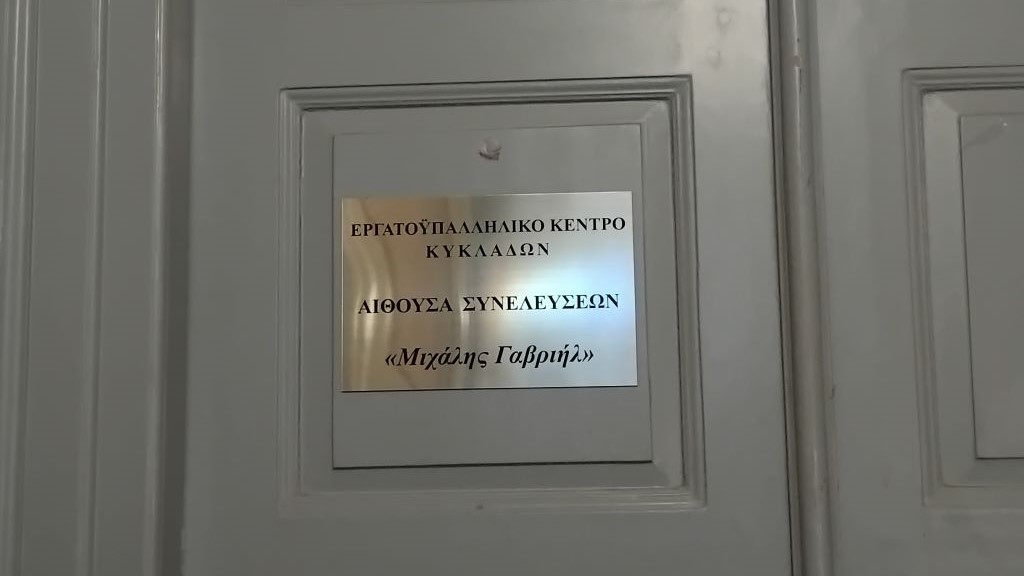 ΕΡΓΑΤΟΫΠΑΛΛΗΛΙΚΟ ΚΕΝΤΡΟ
ΚΥΚΛΑΔΩΝ
ΑΙΘΟΥΣΑ ΣΥΝΕΛΕΥΣΕΩΝ
«Μιχάλης Γαβριήλ»